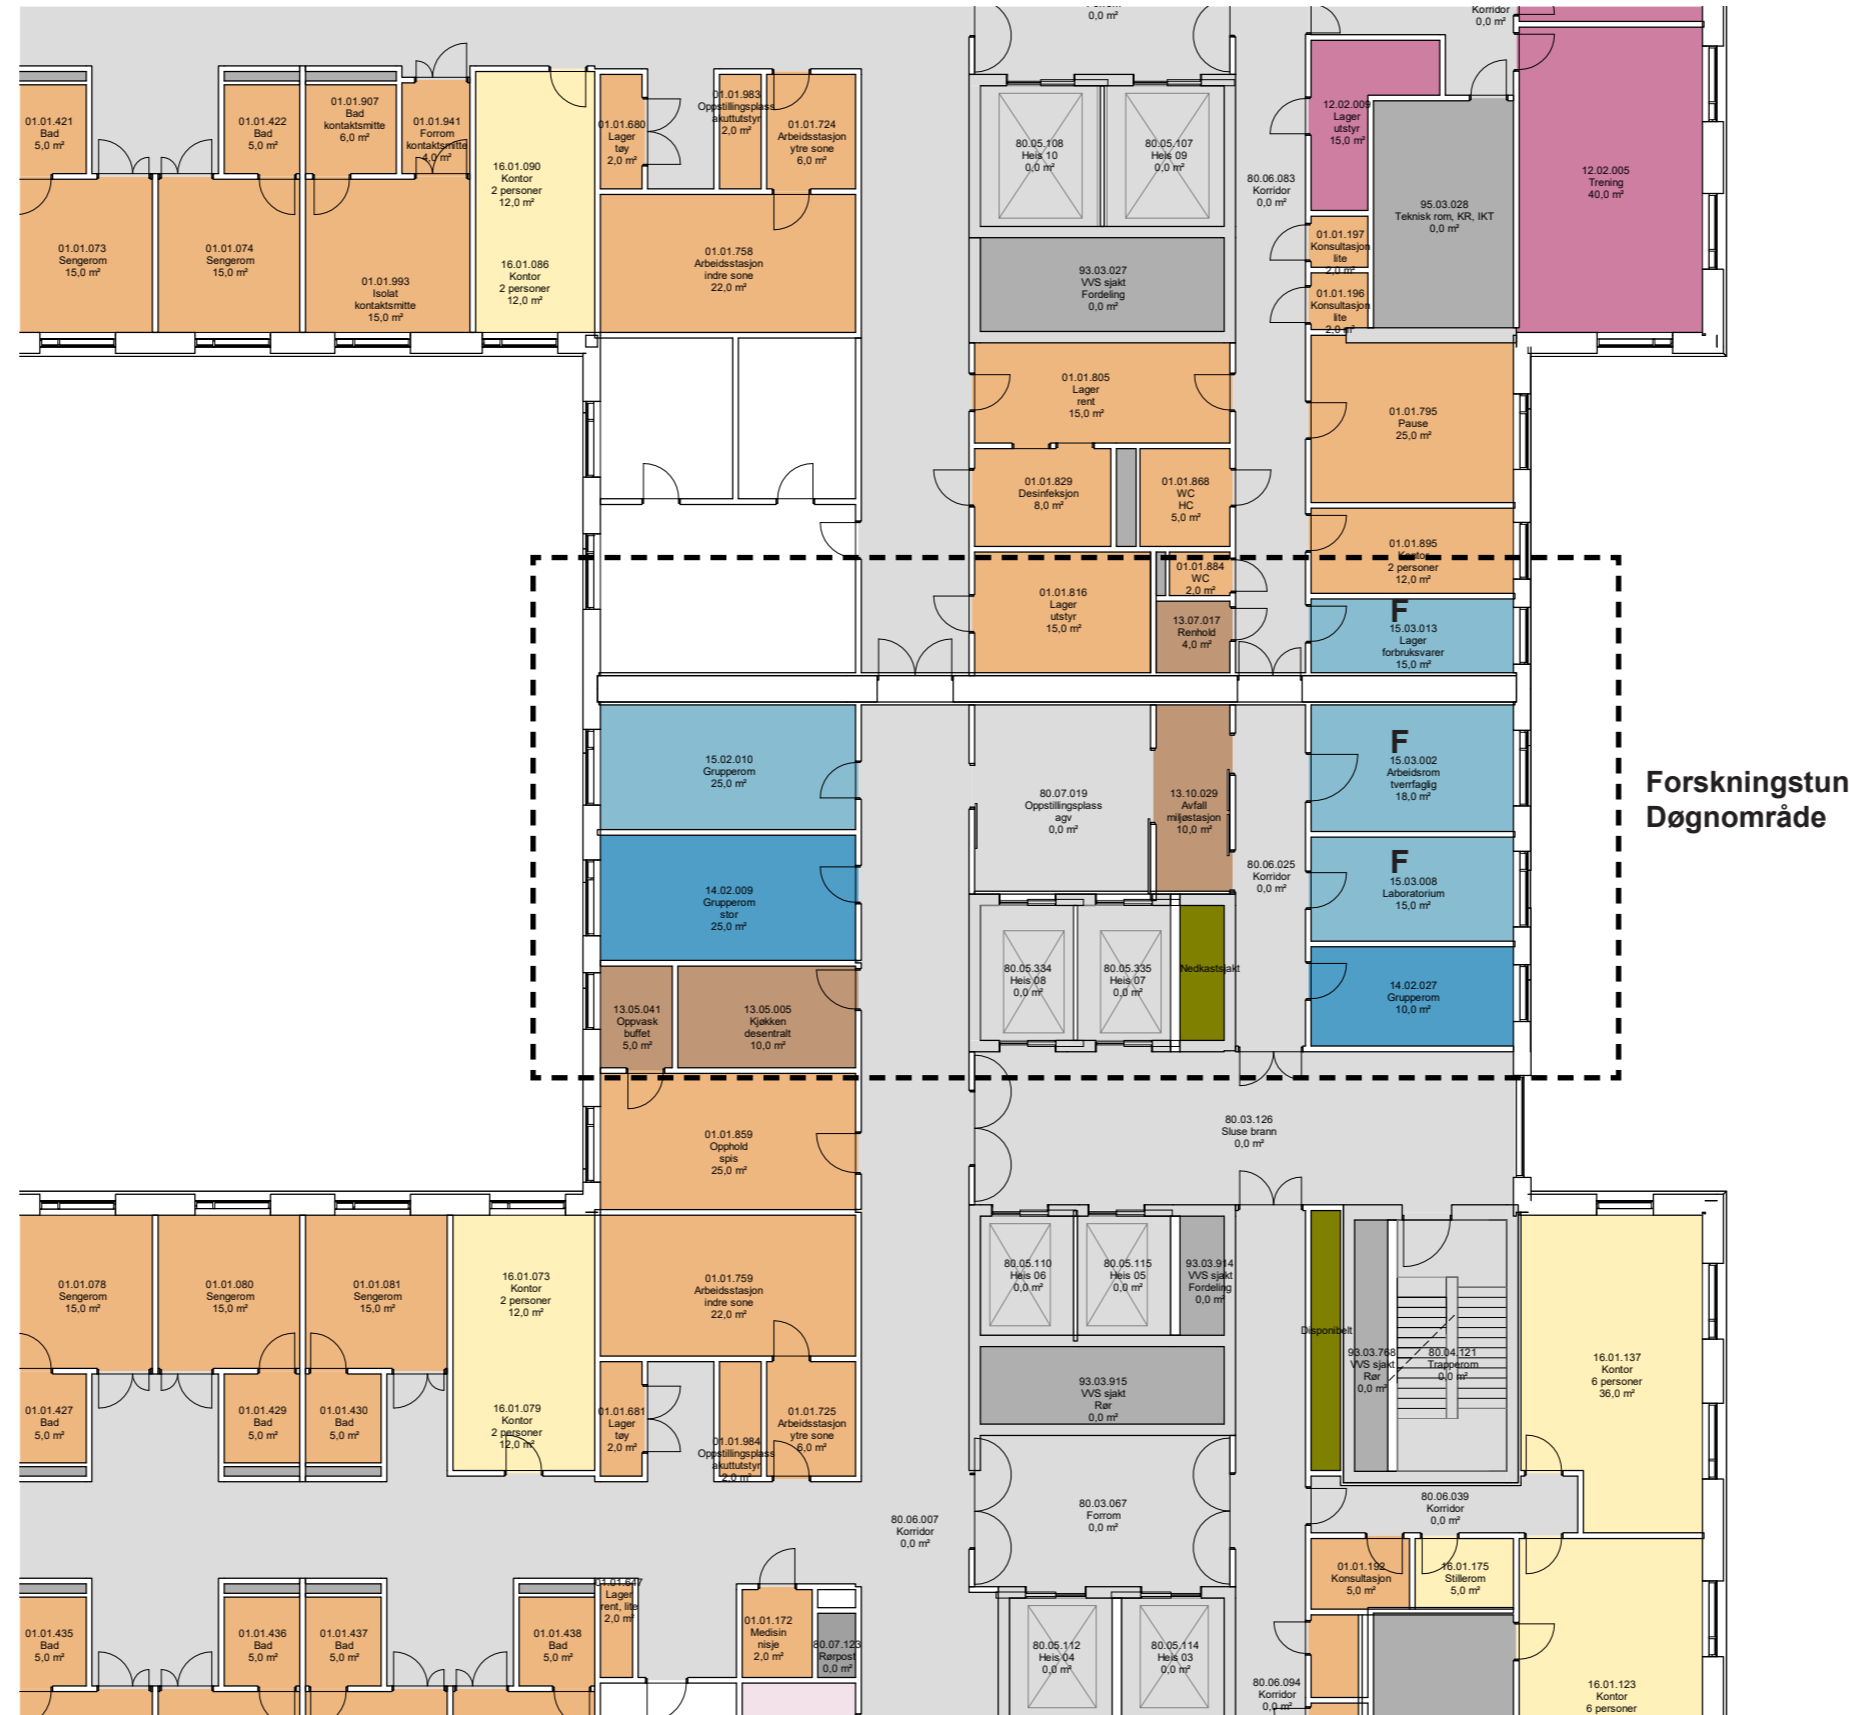 0,0 m²
Korridor
0,0 m²
01.01.421
Bad
5,0 m²
01.01.422
Bad
5,0 m²
01.01.907
Bad
kontaktsmitte
6,0 m²
01.01.941
Forrom
kontaktsmitte
4,0 m²
16.01.090
Kontor
2 personer
12,0 m²
01.01.680
Lager
tøy
2,0 m²
01.01.983
Oppstillingsplass
akuttutstyr
2,0 m²
01.01.724
Arbeidsstasjon
ytre sone
6,0 m²
80.05.108
Heis 10
0,0 m²
80.05.107
Heis 09
0,0 m²
80.06.083
Korridor
0,0 m²
12.02.009
Lager
utstyr
15,0 m²
95.03.028
Teknisk rom, KR, IKT
0,0 m²
12.02.005
Trening
40,0 m²
01.01.073
Sengerom
15,0 m²
01.01.074
Sengerom
15,0 m²
01.01.993
Isolat
kontaktsmitte
15,0 m²
16.01.086
Kontor
2 personer
12,0 m²
01.01.758
Arbeidsstasjon
indre sone
22,0 m²
93.03.027
VVS sjakt
Fordeling
0,0 m²
01.01.197
Konsultasjon
lite
2,0 m²
01.01.196
Konsultasjon
lite
2,0 m²
01.01.805
Lager
rent
15,0 m²
01.01.795
Pause
25,0 m²
01.01.829
Desinfeksjon
8,0 m²
01.01.868
WC
HC
5,0 m²
01.01.895
Kontor
2 personer
12,0 m²
01.01.816
Lager
utstyr
15,0 m²
01.01.884
WC
2,0 m²
13.07.017
Renhold
4,0 m²
F
15.03.013
Lager
forbruksvarer
15,0 m²
15.02.010
Grupperom
25,0 m²
80.07.019
Oppstillingsplass
agv
0,0 m²
13.10.029
Avfall
miljøstasjon
10,0 m²
F
15.03.002
Arbeidsrom
tverrfaglig
18,0 m²
Forskningstun
Døgnområde
14.02.009
Grupperom
stor
25,0 m²
80.06.025
Korridor
0,0 m²
F
15.03.008
Laboratorium
15,0 m²
80.05.334
Heis 08
0,0 m²
80.05.335
Heis 07
0,0 m²
Nedkastsjakt
14.02.027
Grupperom
10,0 m²
13.05.041
Oppvask
buffet
5,0 m²
13.05.005
Kjøkken
desentralt
10,0 m²
01.01.859
Opphold
spis
25,0 m²
80.03.126
Sluse brann
0,0 m²
01.01.078
Sengerom
15,0 m²
01.01.080
Sengerom
15,0 m²
01.01.081
Sengerom
15,0 m²
16.01.073
Kontor
2 personer
12,0 m²
01.01.759
Arbeidsstasjon
indre sone
22,0 m²
80.05.110
Heis 06
0,0 m²
80.05.115
Heis 05
0,0 m²
93.03.914
VVS sjakt
Fordeling
0,0 m²
Disponibelt
93.03.768
VVS sjakt
Rør
0,0 m²
80.04.121
Trapperom
0,0 m²
16.01.137
Kontor
6 personer
36,0 m²
01.01.427
Bad
5,0 m²
01.01.429
Bad
5,0 m²
01.01.430
Bad
5,0 m²
16.01.079
Kontor
2 personer
12,0 m²
01.01.681
Lager
tøy
2,0 m²
01.01.984
Oppstillingsplass
akuttutstyr
2,0 m²
01.01.725
Arbeidsstasjon
ytre sone
6,0 m²
93.03.915
VVS sjakt
Rør
0,0 m²
80.06.007
Korridor
0,0 m²
80.03.067
Forrom
0,0 m²
80.06.039
Korridor
0,0 m²
01.01.192
Konsultasjon
5,0 m²
16.01.175
Stillerom
5,0 m²
01.01.435
Bad
5,0 m²
01.01.436
Bad
5,0 m²
01.01.437
Bad
5,0 m²
01.01.438
Bad
5,0 m²
01.01.647
Lager
rent, lite
2,0 m²
01.01.172
Medisin
nisje
2,0 m²
80.07.123
Rørpost
0,0 m²
80.05.112
Heis 04
0,0 m²
80.05.114
Heis 03
0,0 m²
80.06.094
Korridor
0,0 m²
16.01.123
Kontor
6 personer